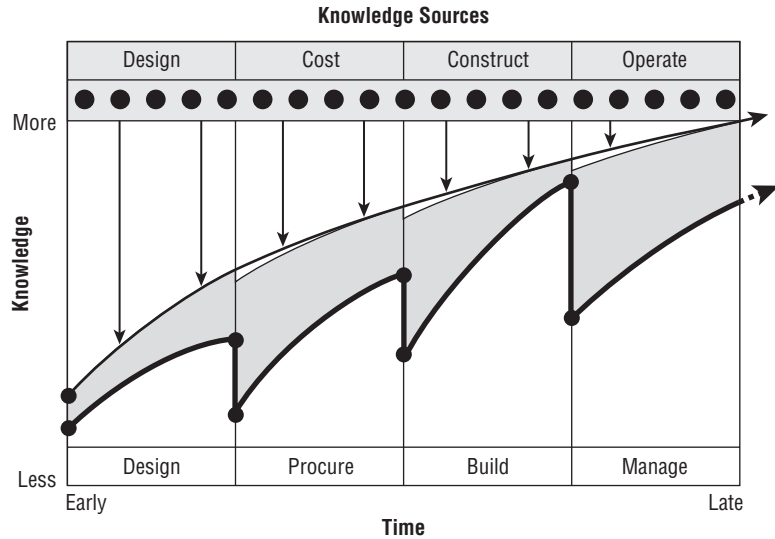 Knowledge Sources
Design Cost Construct Operate
More
Knowledge
Design Procure Build Manage
Less
Early Late
Time